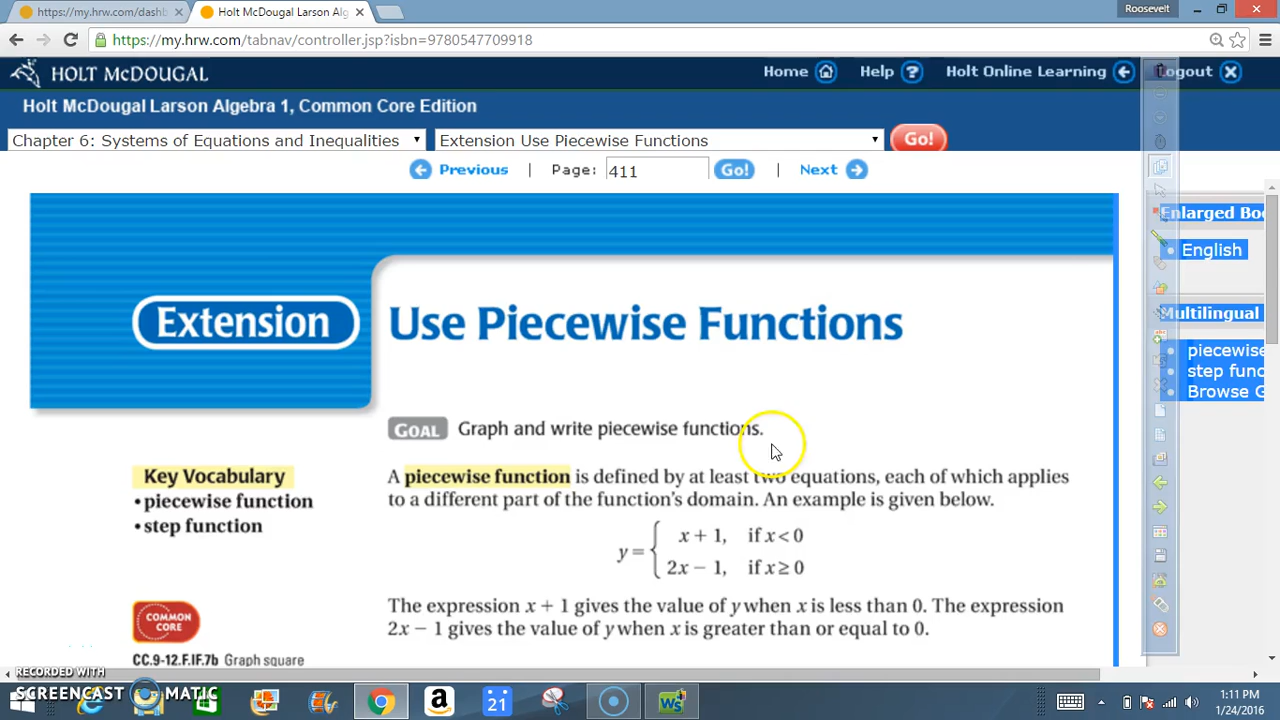 https://my.hrw.com/dashb
Holt McDougal Larson Alg
Roosevelt
https://my.hrw.com/tabnav/controller.jsp?isbn=9780547709918
HOLT MCDOUGAL
Home
Help
Holt Online Learning
Logout
Holt McDougal Larson Algebra 1, Common Core Edition
Chapter 6: Systems of Equations and Inequalities
Extension Use Piecewise Functions
Go!
Previous | Page: 411 Go! | Next
Enlarged Boo
English
Multilingual
piecewise
step func
Browse G
Extension
Use Piecewise Functions
GOAL Graph and write piecewise functions.
Key Vocabulary
• piecewise function
• step function
A piecewise function is defined by at least two equations, each of which applies
to a different part of the function's domain. An example is given below.
y = { x + 1, if x < 0
2x − 1, if x ≥ 0
The expression x + 1 gives the value of y when x is less than 0. The expression
2x − 1 gives the value of y when x is greater than or equal to 0.
COMMON
CORE
CC.9-12.F.IF.7b Graph square
RECORDED WITH
SCREENCAST MATIC
21
WS
1:11 PM
1/24/2016